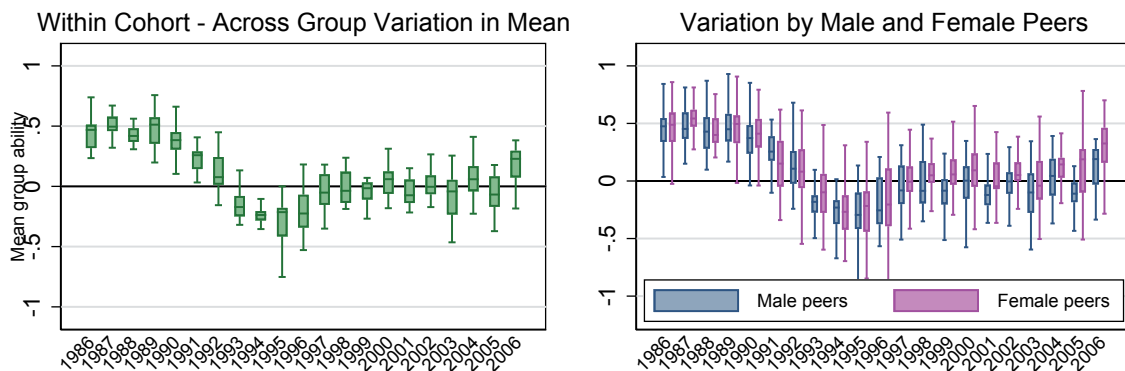 Within Cohort - Across Group Variation in Mean
Mean group ability
1
.5
0
-.5
-1
1986 1987 1988 1989 1990 1991 1992 1993 1994 1995 1996 1997 1998 1999 2000 2001 2002 2003 2004 2005 2006
Variation by Male and Female Peers
1
.5
0
-.5
-1
Male peers Female peers
1986 1987 1988 1989 1990 1991 1992 1993 1994 1995 1996 1997 1998 1999 2000 2001 2002 2003 2004 2005 2006